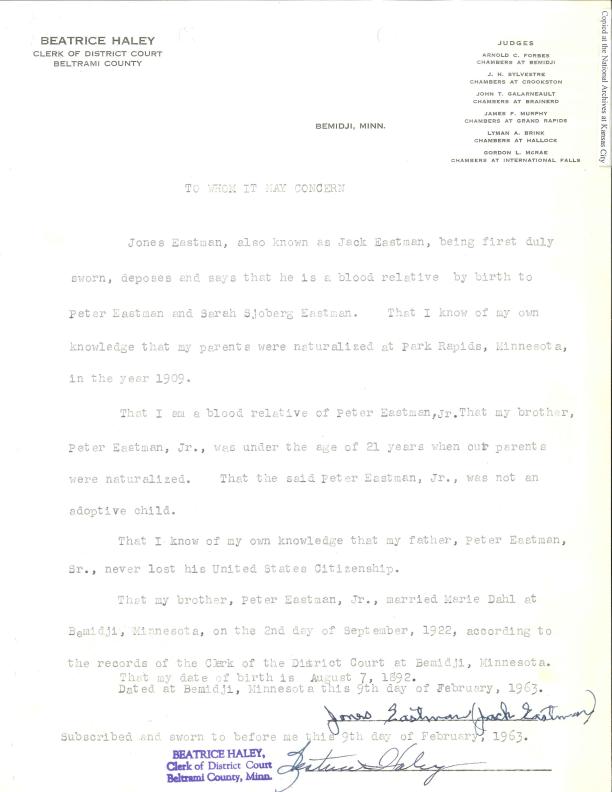 BEATRICE HALEY
CLERK OF DISTRICT COURT
BELTRAMI COUNTY
JUDGES
ARNOLD C. FORBES
CHAMBERS AT BEMIDJI
J. H. SYLVESTRE
CHAMBERS AT CROOKSTON
JOHN T. GALARNEAULT
CHAMBERS AT BRAINERD
JAMES F. MURPHY
CHAMBERS AT GRAND RAPIDS
LYMAN A. BRINK
CHAMBERS AT HALLOCK
GORDON L. McRAE
CHAMBERS AT INTERNATIONAL FALLS
Copied at the National Archives at Kansas City
BEMIDJI, MINN.
TO WHOM IT MAY CONCERN
Jones Eastman, also known as Jack Eastman, being first duly
sworn, deposes and says that he is a blood relative by birth to
Peter Eastman and Sarah Sjoberg Eastman. That I know of my own
knowledge that my parents were naturalized at Park Rapids, Minnesota,
in the year 1909.
That I am a blood relative of Peter Eastman,Jr.That my brother,
Peter Eastman, Jr., was under the age of 21 years when our parents
were naturalized. That the said Peter Eastman, Jr., was not an
adoptive child.
That I know of my own knowledge that my father, Peter Eastman,
Sr., never lost his United States Citizenship.
That my brother, Peter Eastman, Jr., married Marie Dahl at
Bemidji, Minnesota, on the 2nd day of September, 1922, according to
the records of the Clerk of the District Court at Bemidji, Minnesota.
That my date of birth is August 7, 1892.
Dated at Bemidji, Minnesota this 9th day of February, 1963.
Jones Eastman (Jack Eastman)
Subscribed and sworn to before me this 9th day of February, 1963.
BEATRICE HALEY,
Clerk of District Court
Beltrami County, Minn.
Beatrice Haley